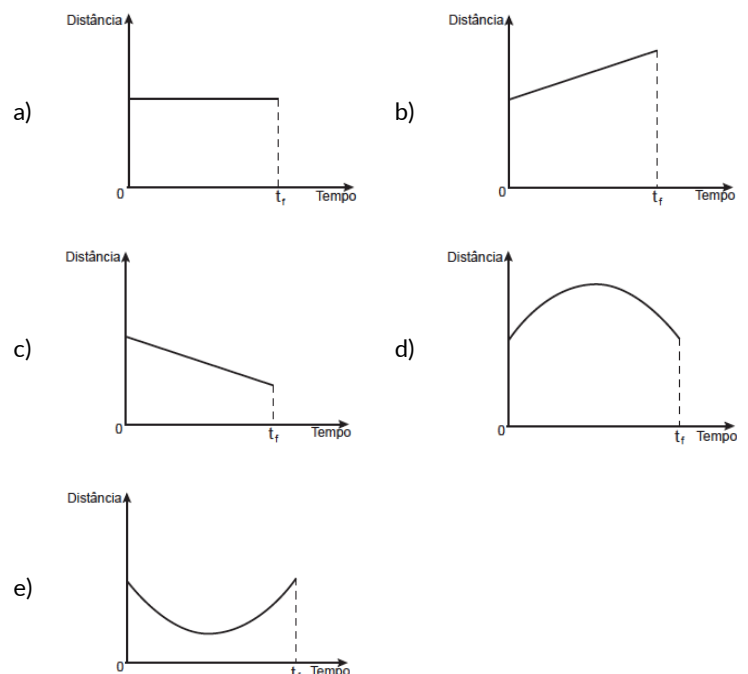 Distância
a)
0
t_f
Tempo
Distância
b)
0
t_f
Tempo
Distância
c)
0
t_f
Tempo
Distância
d)
0
t_f
Tempo
Distância
e)
0
t_f
Tempo